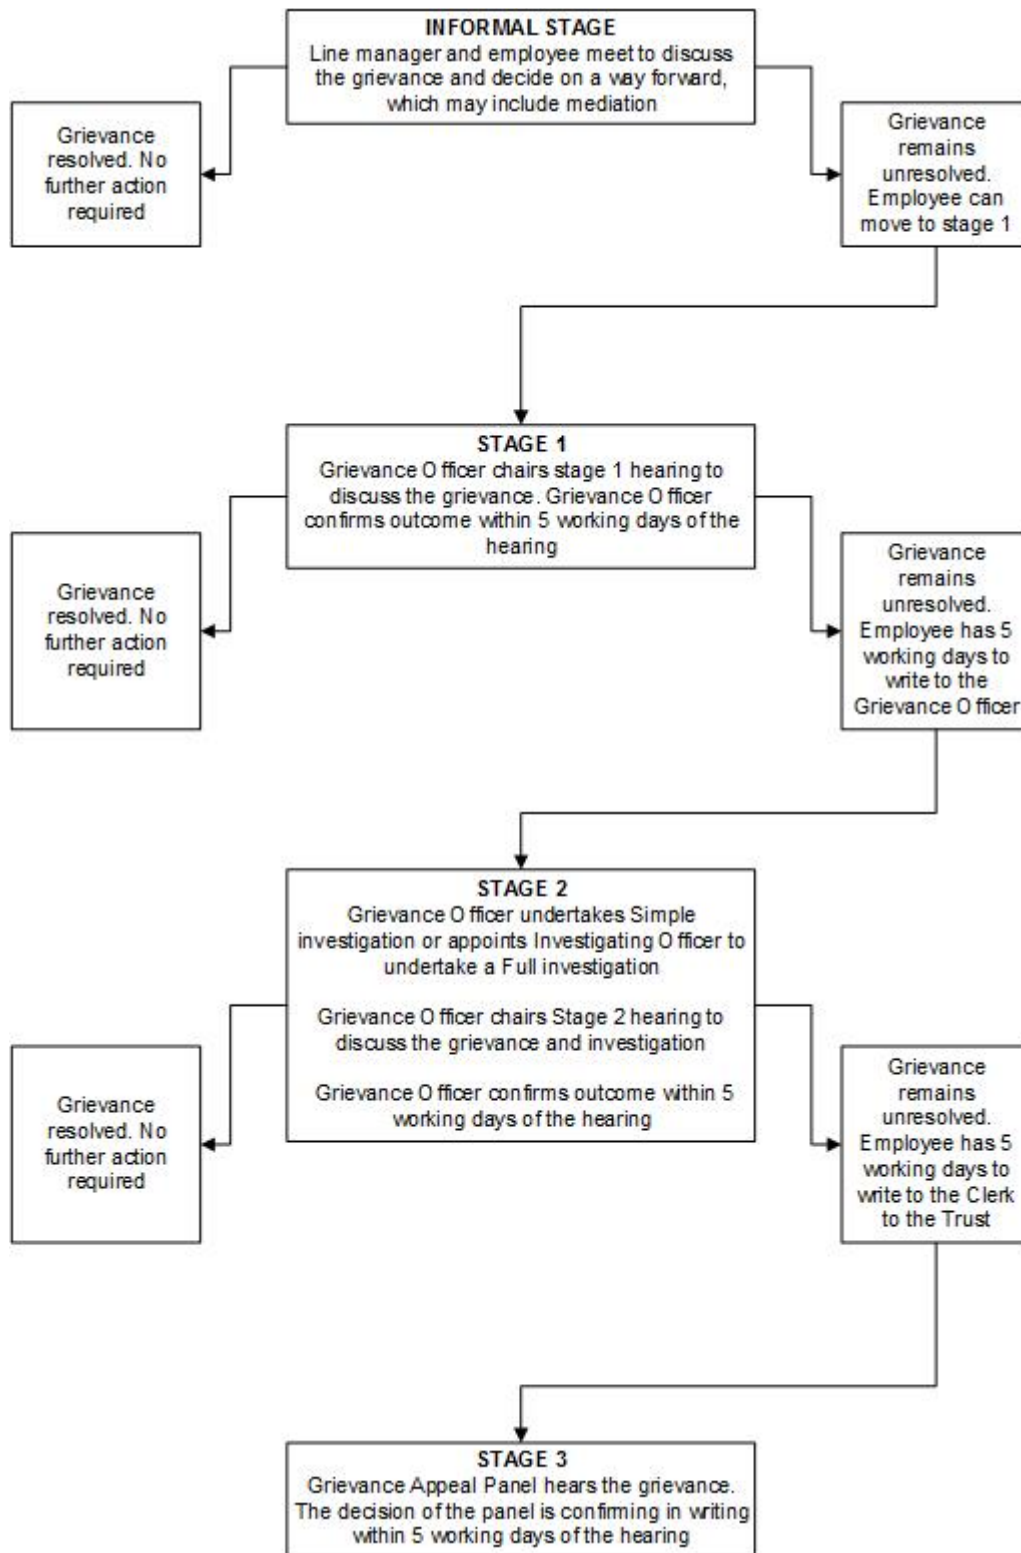 INFORMAL STAGE
Line manager and employee meet to discuss
the grievance and decide on a way forward,
which may include mediation
Grievance
resolved. No
further action
required
Grievance
remains
unresolved.
Employee can
move to stage 1
STAGE 1
Grievance Officer chairs stage 1 hearing to
discuss the grievance. Grievance Officer
confirms outcome within 5 working days of the
hearing
Grievance
resolved. No
further action
required
Grievance
remains
unresolved.
Employee has 5
working days to
write to the
Grievance Officer
STAGE 2
Grievance Officer undertakes Simple
investigation or appoints Investigating Officer to
undertake a Full investigation
Grievance Officer chairs Stage 2 hearing to
discuss the grievance and investigation
Grievance Officer confirms outcome within 5
working days of the hearing
Grievance
resolved. No
further action
required
Grievance
remains
unresolved.
Employee has 5
working days to
write to the Clerk
to the Trust
STAGE 3
Grievance Appeal Panel hears the grievance.
The decision of the panel is confirming in writing
within 5 working days of the hearing